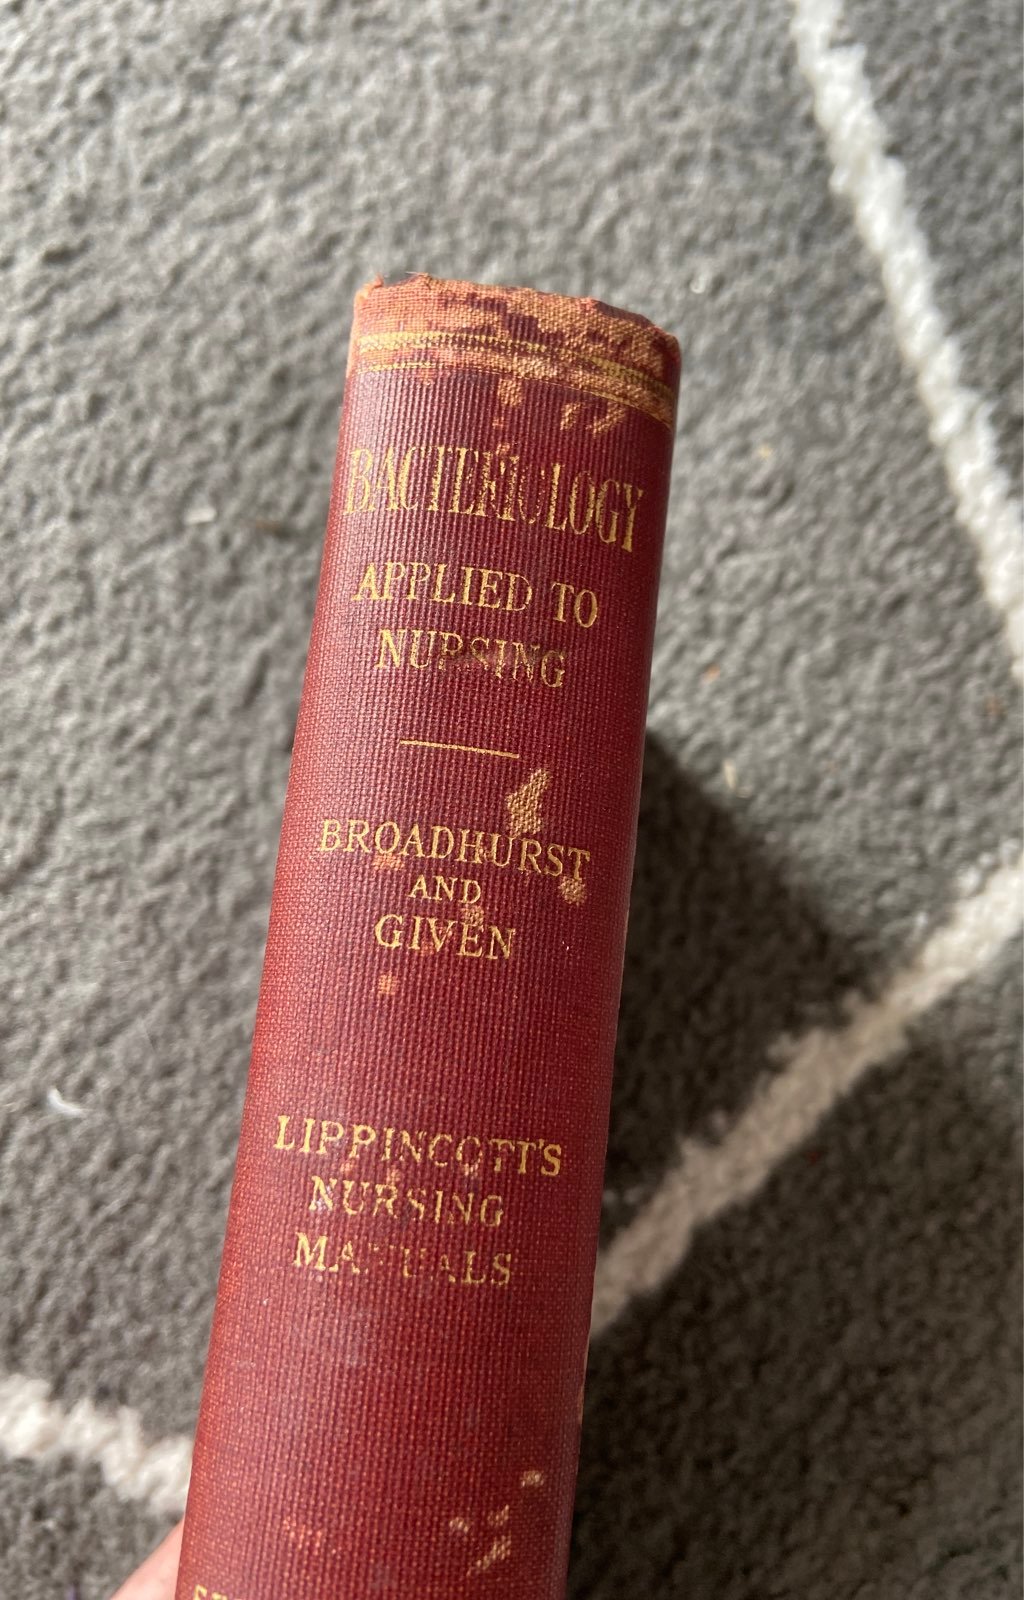 BACTERIOLOGY
APPLIED TO
NURSING
BROADHURST
AND
GIVEN
LIPPINCOTT'S
NURSING
MANUALS